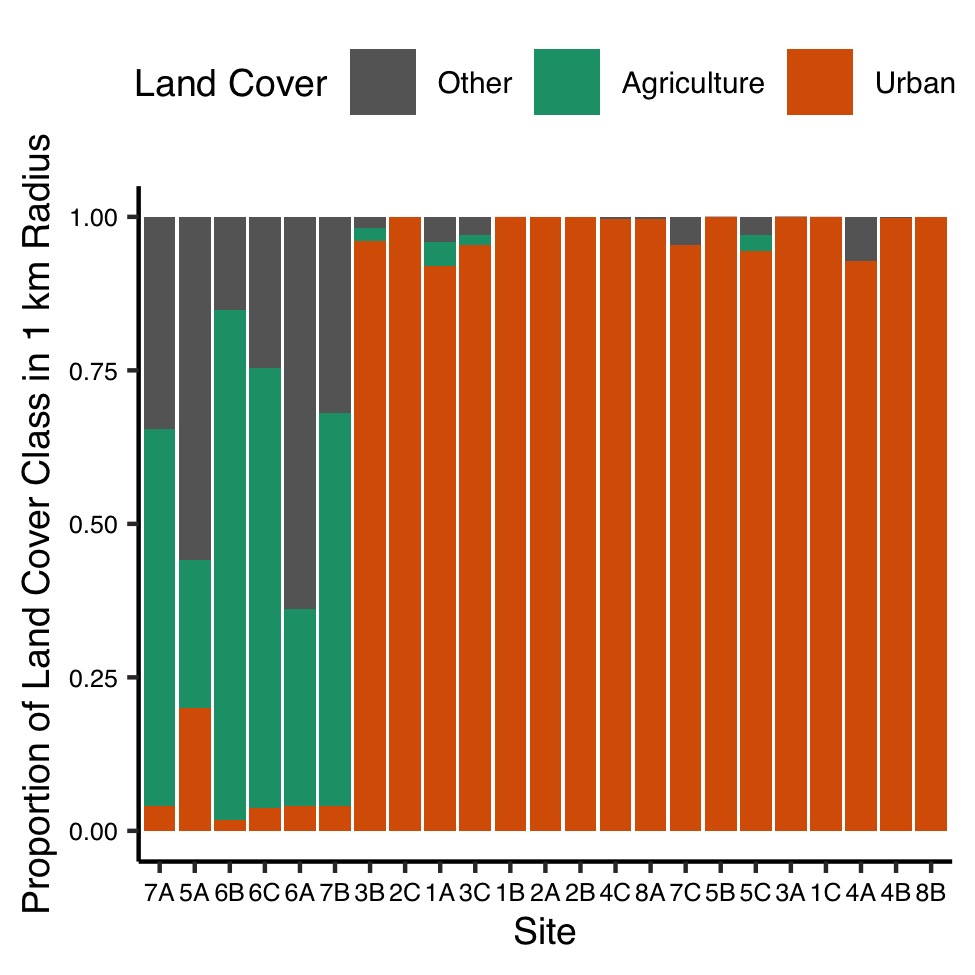 Land Cover Other Agriculture Urban
Proportion of Land Cover Class in 1 km Radius
1.00
0.75
0.50
0.25
0.00
7A 5A 6B 6C 6A 7B 3B 2C 1A 3C 1B 2A 2B 4C 8A 7C 5B 5C 3A 1C 4A 4B 8B
Site